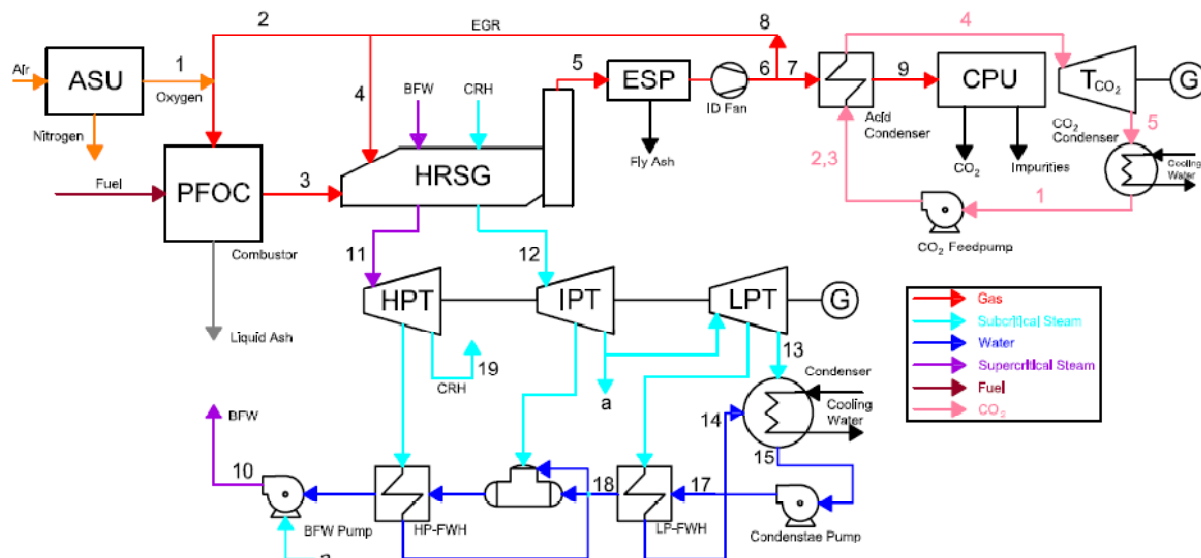 2
EGR
8
4
Air
ASU
1
Oxygen
5
ESP
6
7
9
CPU
T_CO2
G
4
BFW
CRH
ID Fan
Acid
Condenser
CO₂
Condenser
5
Nitrogen
Fly Ash
CO₂
Impurities
Cooling
Water
2,3
Fuel
PFOC
3
HRSG
1
Combustor
CO₂ Feedpump
11
12
HPT
IPT
LPT
G
Gas
Subcritical Steam
Water
Supercritical Steam
Fuel
CO₂
Liquid Ash
19
CRH
a
13
Condenser
Cooling
Water
14
15
BFW
10
18
17
BFW Pump
HP-FWH
LP-FWH
Condenstae Pump